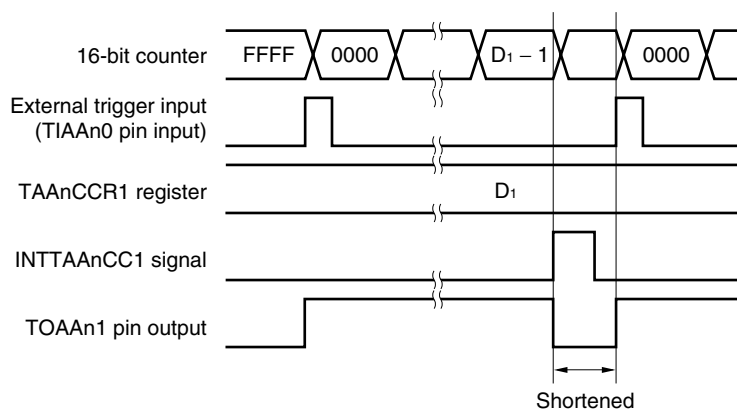 16-bit counter FFFF 0000 D1 − 1 0000
External trigger input
(TIAAn0 pin input)
TAAnCCR1 register D1
INTTAAnCC1 signal
TOAAn1 pin output
Shortened